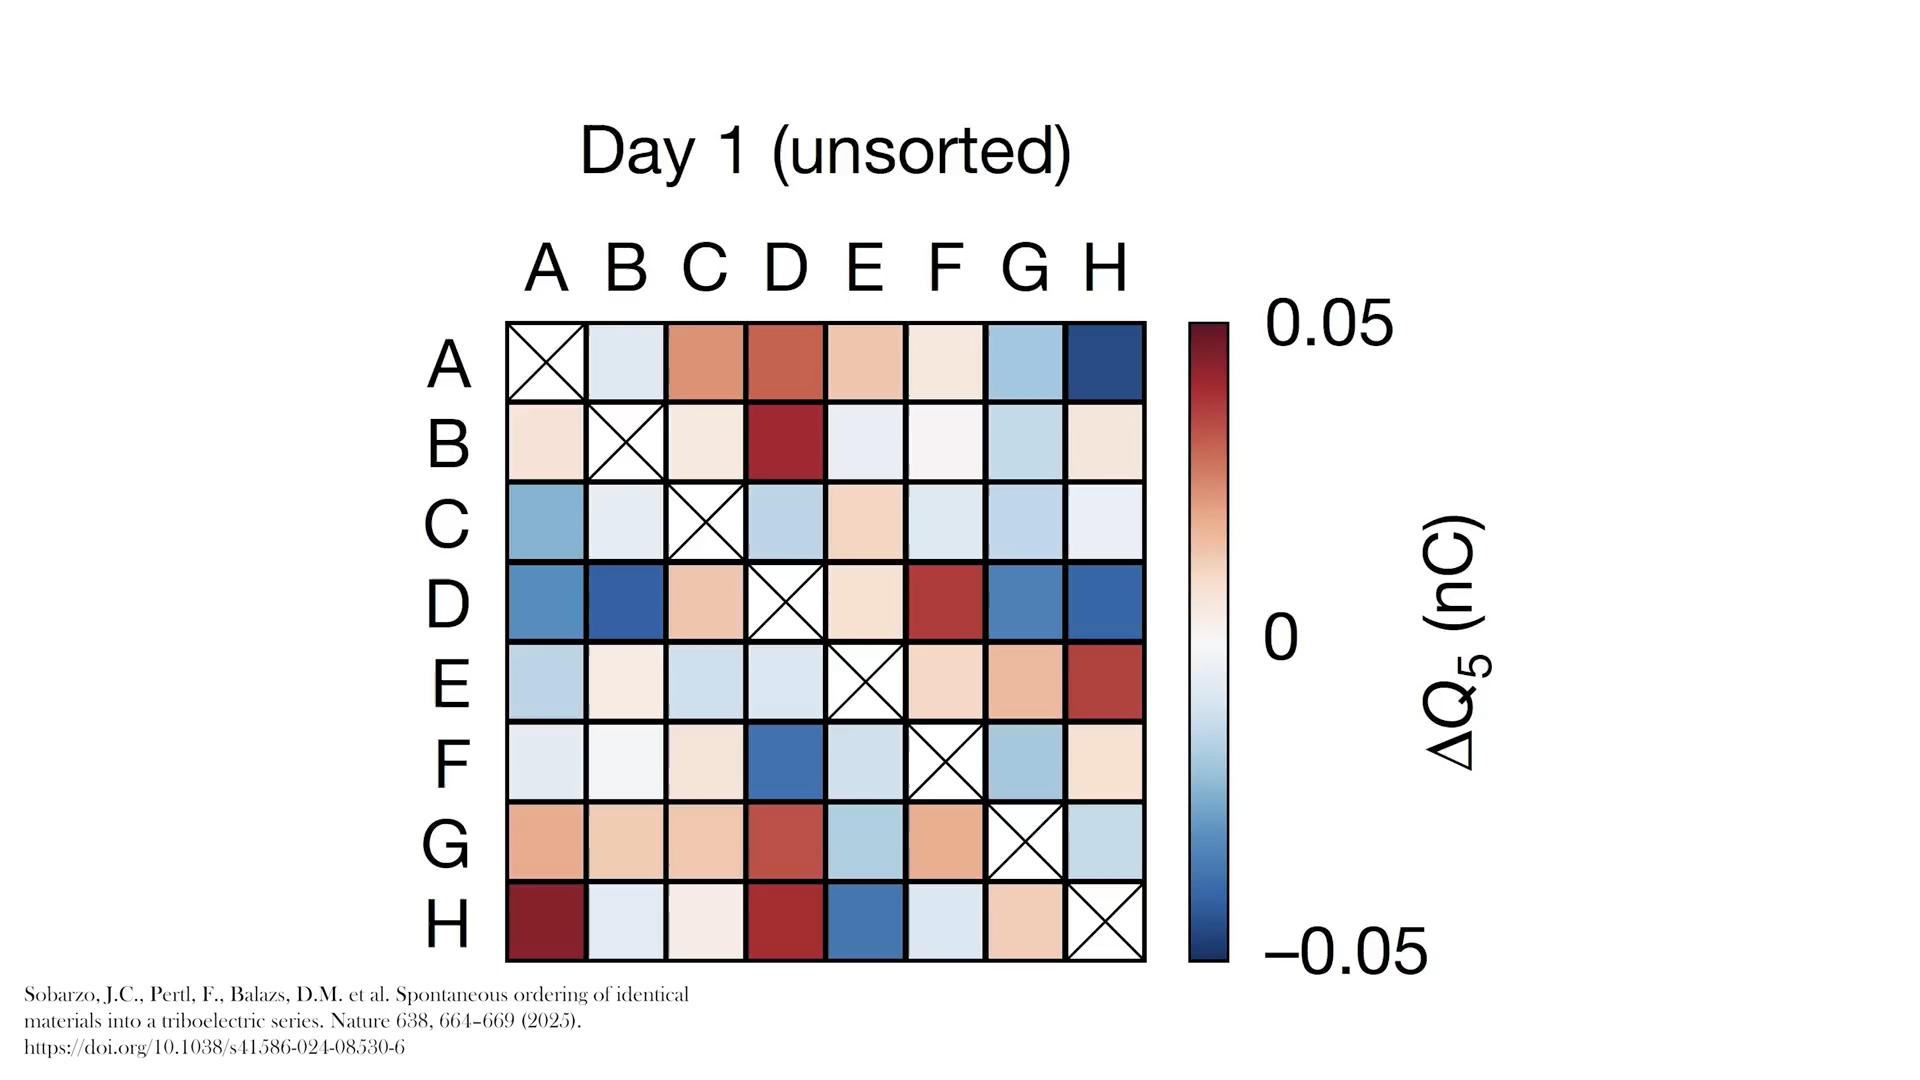 Day 1 (unsorted)
A B C D E F G H
A
B
C
D
E
F
G
H
0.05
0
–0.05
ΔQ5 (nC)
Sobarzo, J.C., Pertl, F., Balazs, D.M. et al. Spontaneous ordering of identical
materials into a triboelectric series. Nature 638, 664–669 (2025).
https://doi.org/10.1038/s41586-024-08530-6